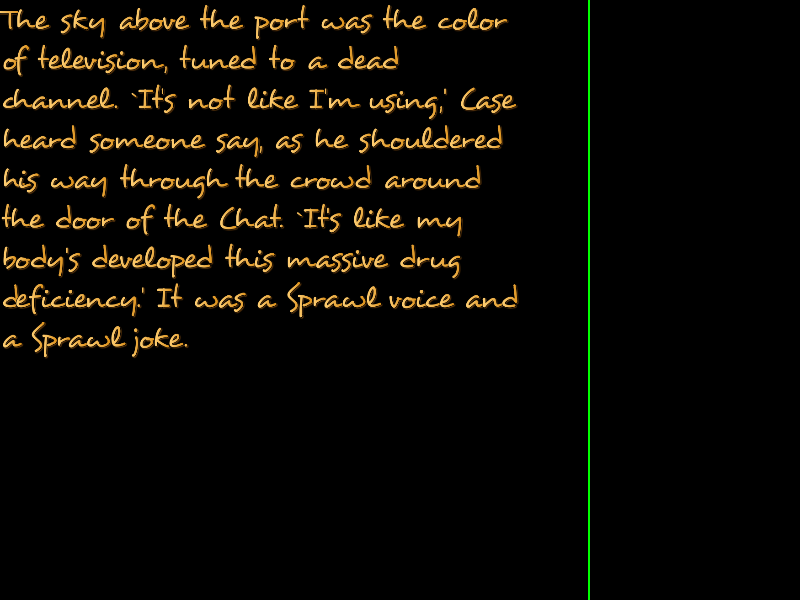 The sky above the port was the color
of television, tuned to a dead
channel. `It's not like I'm using,' Case
heard someone say, as he shouldered
his way through the crowd around
the door of the Chat. `It's like my
body's developed this massive drug
deficiency.' It was a Sprawl voice and
a Sprawl joke.